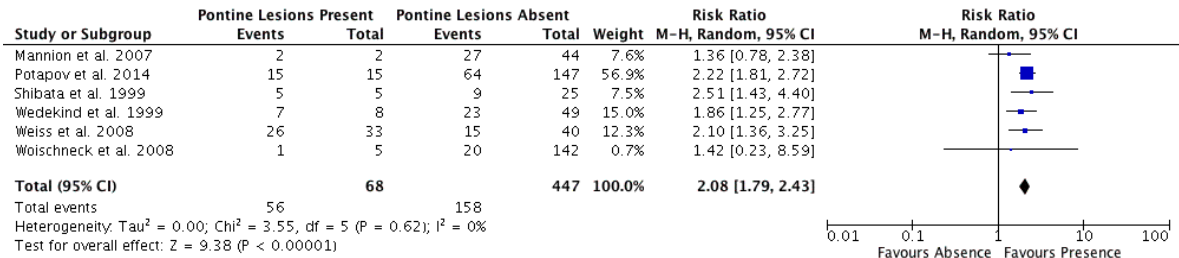 Pontine Lesions Present Pontine Lesions Absent Risk Ratio Risk Ratio
Study or Subgroup Events Total Events Total Weight M-H, Random, 95% CI M-H, Random, 95% CI
Mannion et al. 2007 2 2 27 44 7.6% 1.36 [0.78, 2.38]
Potapov et al. 2014 15 15 64 147 56.9% 2.22 [1.81, 2.72]
Shibata et al. 1999 5 5 9 25 7.5% 2.51 [1.43, 4.40]
Wedekind et al. 1999 7 8 23 49 15.0% 1.86 [1.25, 2.77]
Weiss et al. 2008 26 33 15 40 12.3% 2.10 [1.36, 3.25]
Woischneck et al. 2008 1 5 20 142 0.7% 1.42 [0.23, 8.59]
Total (95% CI) 68 447 100.0% 2.08 [1.79, 2.43]
Total events 56 158
Heterogeneity: Tau² = 0.00; Chi² = 3.55, df = 5 (P = 0.62); I² = 0%
Test for overall effect: Z = 9.38 (P < 0.00001)
0.01 0.1 1 10 100
Favours Absence Favours Presence